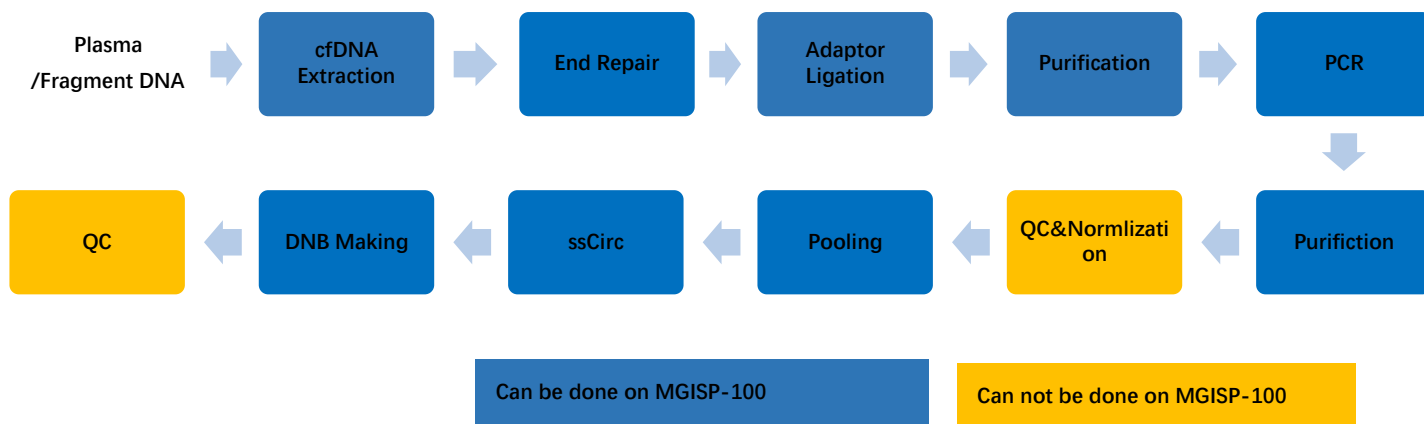 Plasma
/Fragment DNA
cfDNA
Extraction
End Repair
Adaptor
Ligation
Purification
PCR
QC
DNB Making
ssCirc
Pooling
QC&Normlizati
on
Purifiction
Can be done on MGISP-100
Can not be done on MGISP-100